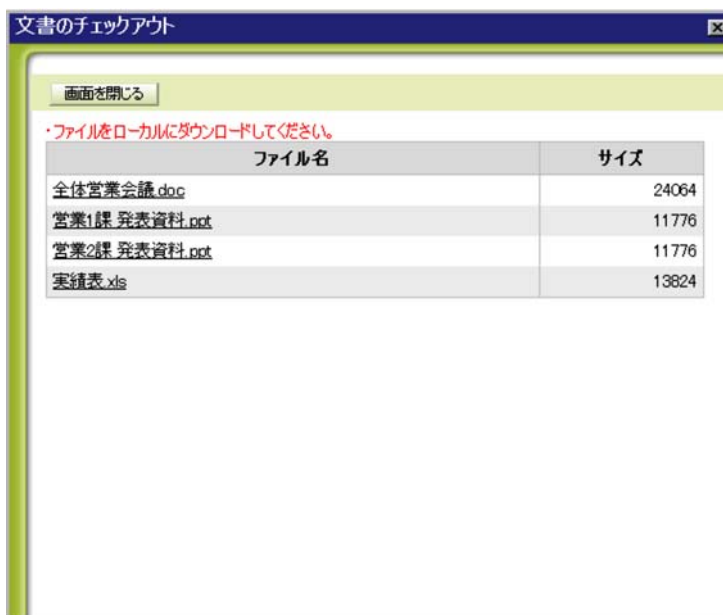 文書のチェックアウト
画面を閉じる
・ファイルをローカルにダウンロードしてください。
ファイル名 サイズ
全体営業会議.doc 24064
営業1課 発表資料.ppt 11776
営業2課 発表資料.ppt 11776
実績表.xls 13824